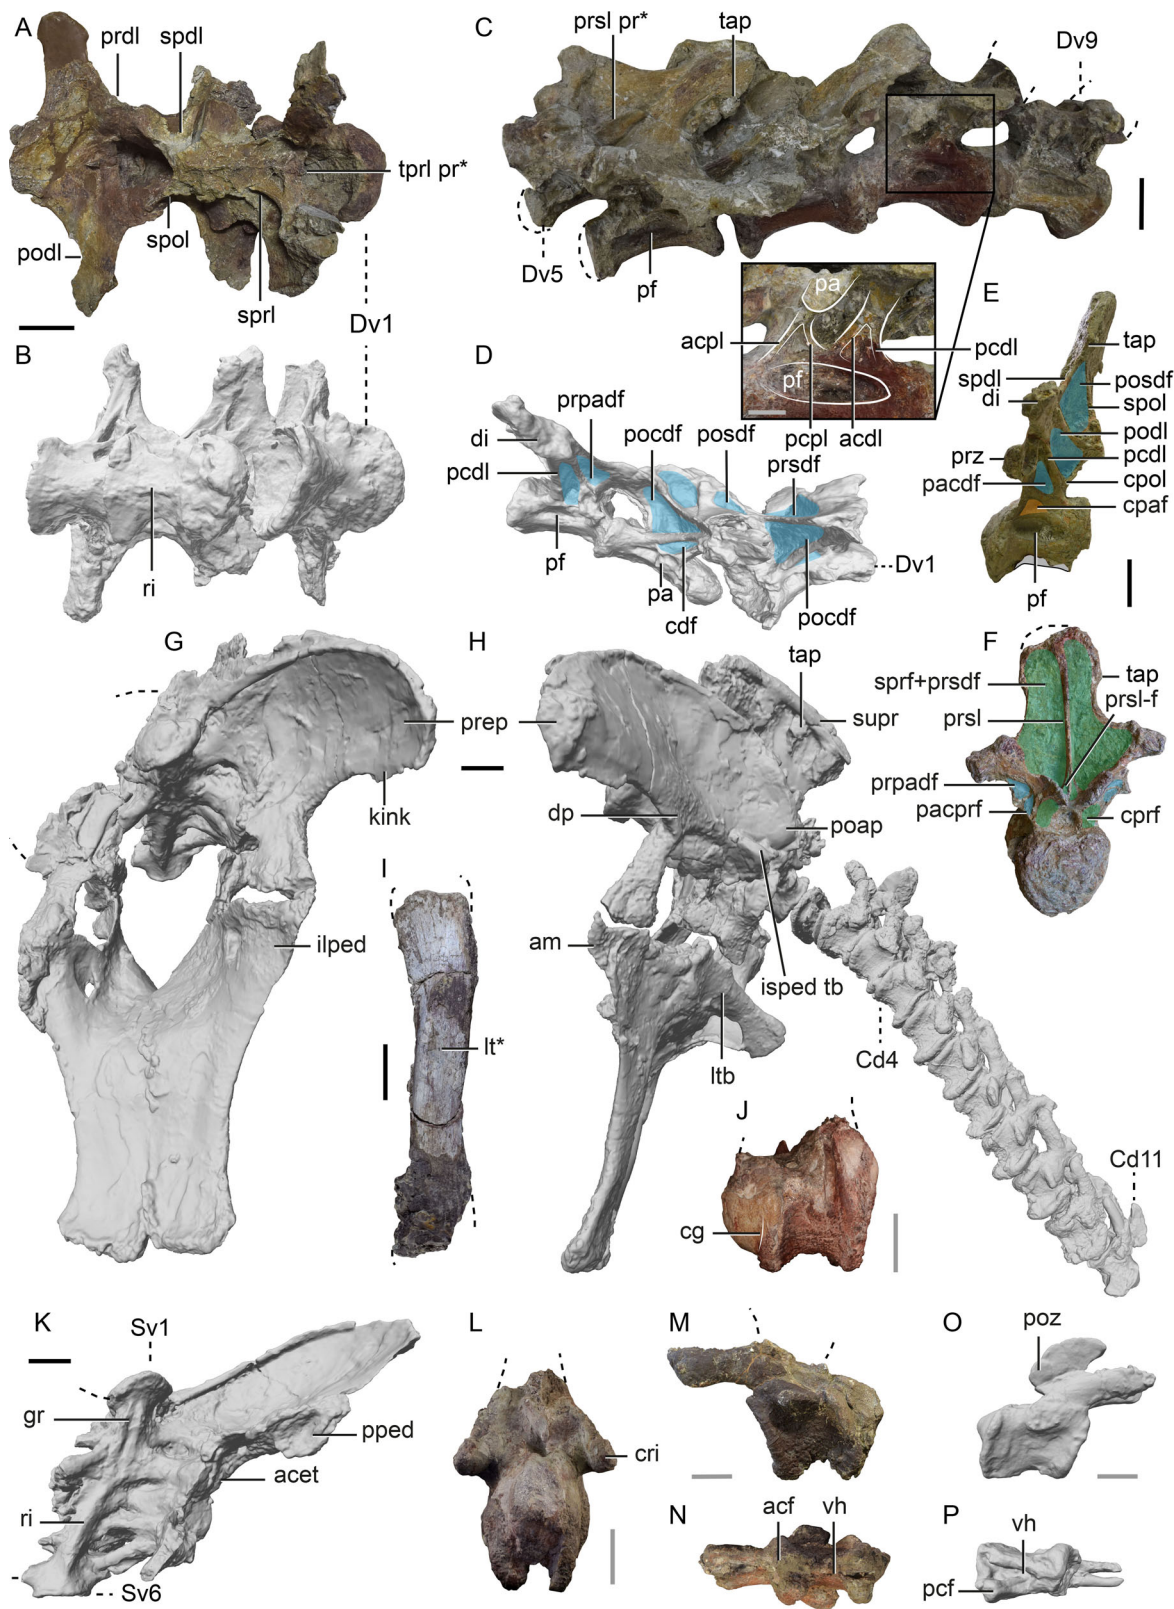 A
prdl
spdl
tprl pr*
podl
spol
sprl
Dv1
B
ri
C
prsl pr*
tap
Dv9
Dv5
pf
pa
acpl
pcdl
pf
pcpl
acdl
D
prpadf
pocdf
posdf
prsdf
di
pcdl
pf
pa
cdf
pocdf
Dv1
E
tap
spdl
di
posdf
spol
podl
pcdl
prz
cpol
pacdf
cpaf
pf
F
sprf+prsdf
tap
prsl-f
prsl
prpadf
pacprf
cprf
G
prep
kink
ilped
H
tap
supr
dp
poap
am
isped tb
ltb
Cd4
Cd11
I
lt*
J
cg
K
Sv1
gr
pped
acet
ri
Sv6
L
cri
M
N
acf
vh
O
poz
P
vh
pcf